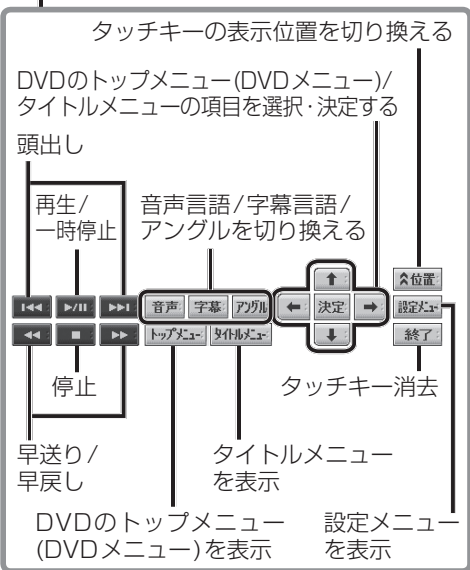 タッチキーの表示位置を切り換える
DVDのトップメニュー(DVDメニュー)/
タイトルメニューの項目を選択・決定する
頭出し
再生/
一時停止
音声言語/字幕言語/
アングルを切り換える
位置
音声 字幕 アングル 決定 設定メニュー
トップメニュー タイトルメニュー 終了
停止
タッチキー消去
早送り/
早戻し
タイトルメニュー
を表示
DVDのトップメニュー
(DVDメニュー)を表示
設定メニュー
を表示